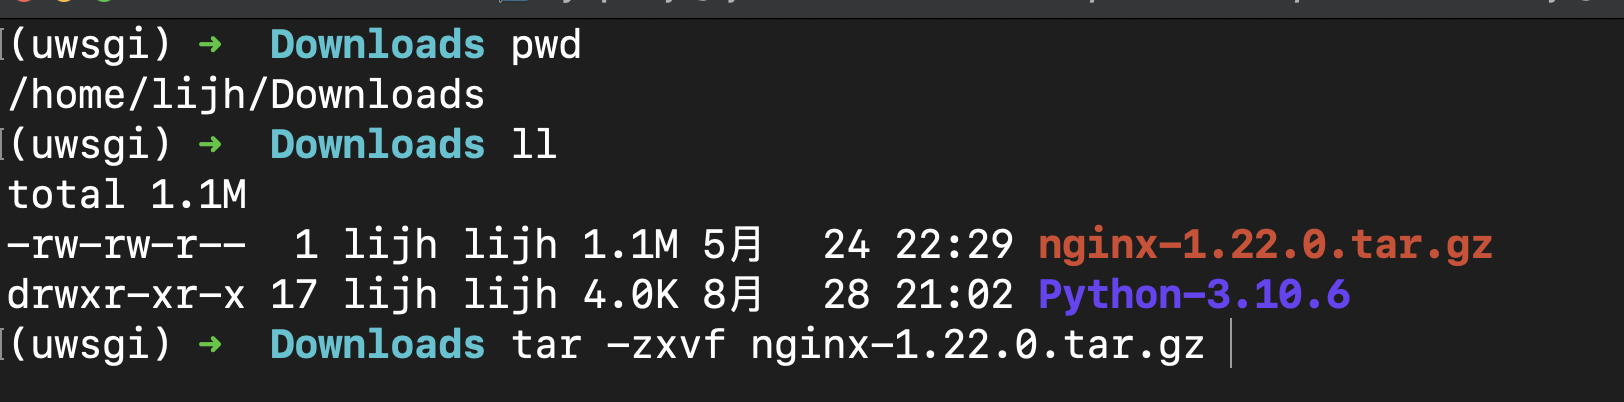 (uwsgi) ➜  Downloads pwd
/home/lijh/Downloads
(uwsgi) ➜  Downloads ll
total 1.1M
-rw-rw-r--  1 lijh lijh 1.1M 5月  24 22:29 nginx-1.22.0.tar.gz
drwxr-xr-x 17 lijh lijh 4.0K 8月  28 21:02 Python-3.10.6
(uwsgi) ➜  Downloads tar -zxvf nginx-1.22.0.tar.gz